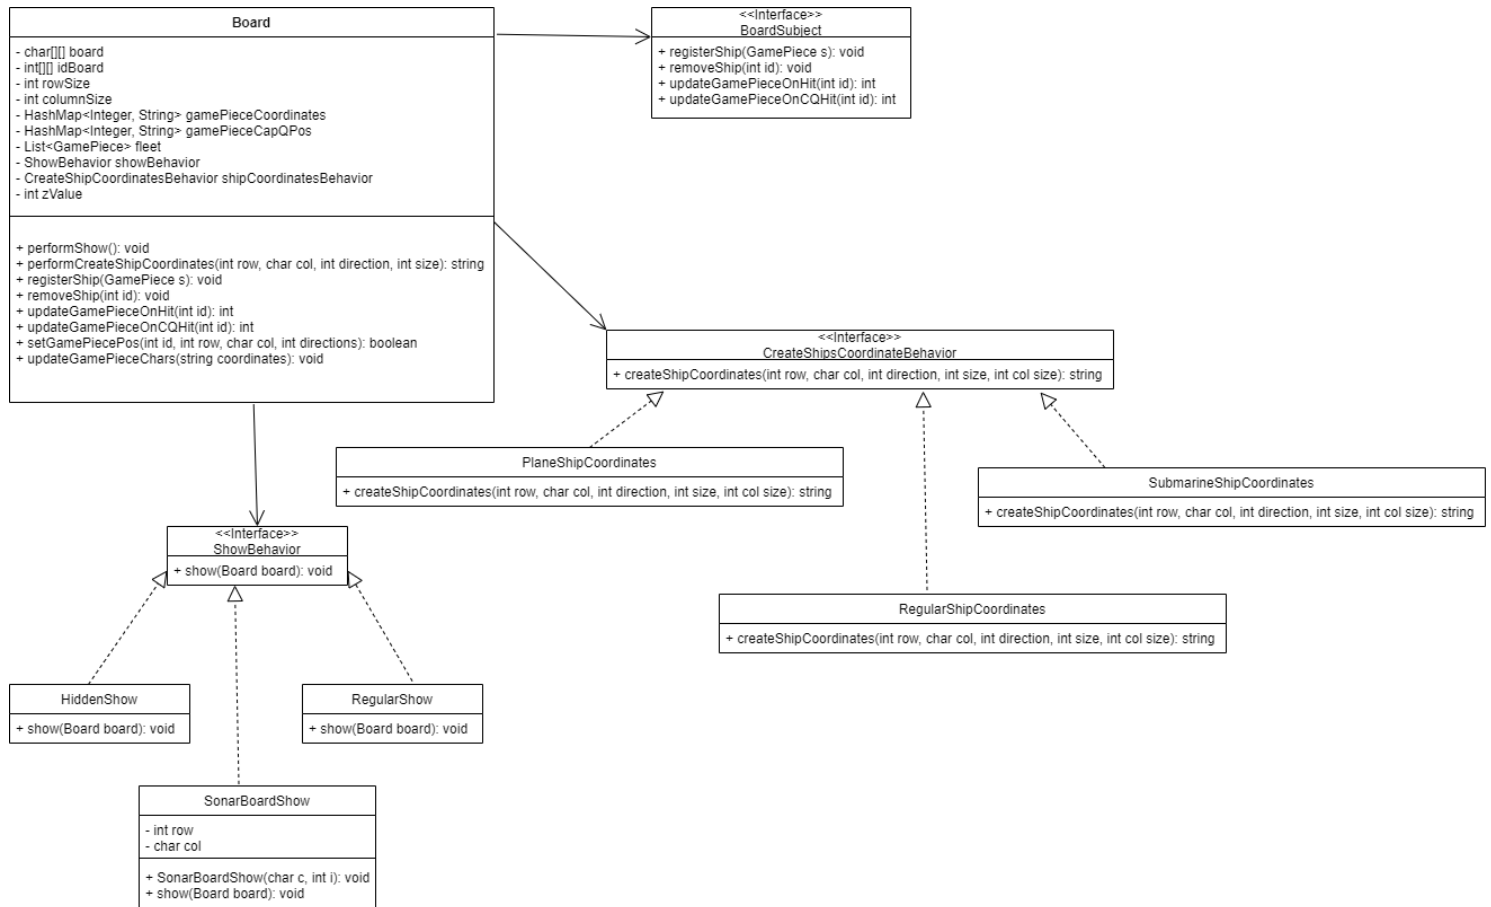 Board
- char[][] board
- int[][] idBoard
- int rowSize
- int columnSize
- HashMap<Integer, String> gamePieceCoordinates
- HashMap<Integer, String> gamePieceCapQPos
- List<GamePiece> fleet
- ShowBehavior showBehavior
- CreateShipCoordinatesBehavior shipCoordinatesBehavior
- int zValue
+ performShow(): void
+ performCreateShipCoordinates(int row, char col, int direction, int size): string
+ registerShip(GamePiece s): void
+ removeShip(int id): void
+ updateGamePieceOnHit(int id): int
+ updateGamePieceOnCQHit(int id): int
+ setGamePiecePos(int id, int row, char col, int directions): boolean
+ updateGamePieceChars(string coordinates): void
<<Interface>>
BoardSubject
+ registerShip(GamePiece s): void
+ removeShip(int id): void
+ updateGamePieceOnHit(int id): int
+ updateGamePieceOnCQHit(int id): int
<<Interface>>
CreateShipsCoordinateBehavior
+ createShipCoordinates(int row, char col, int direction, int size, int col size): string
PlaneShipCoordinates
+ createShipCoordinates(int row, char col, int direction, int size, int col size): string
SubmarineShipCoordinates
+ createShipCoordinates(int row, char col, int direction, int size, int col size): string
RegularShipCoordinates
+ createShipCoordinates(int row, char col, int direction, int size, int col size): string
<<Interface>>
ShowBehavior
+ show(Board board): void
HiddenShow
+ show(Board board): void
RegularShow
+ show(Board board): void
SonarBoardShow
- int row
- char col
+ SonarBoardShow(char c, int i): void
+ show(Board board): void